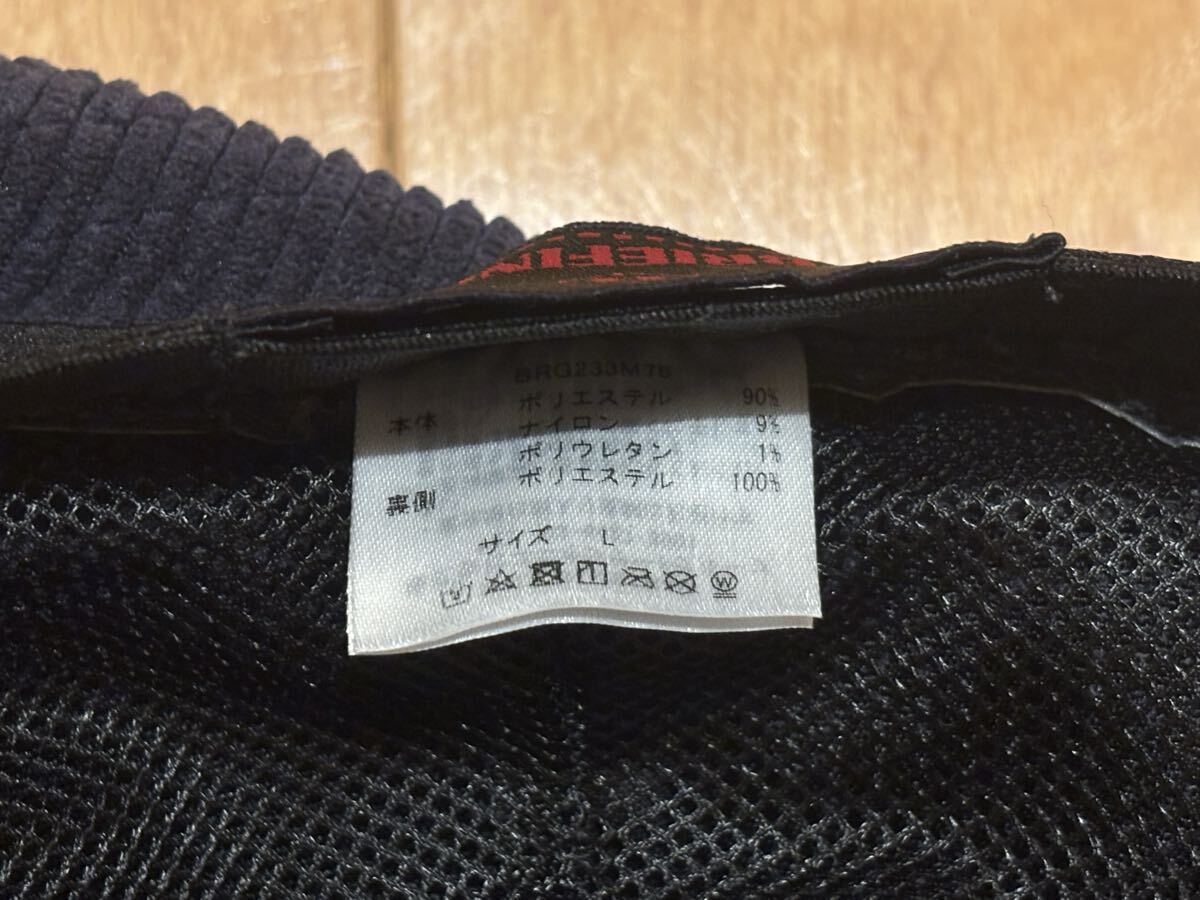 BRIEFIN
BRG233M76
本体 ポリエステル 90%
ナイロン 9%
ポリウレタン 1%
裏側 ポリエステル 100%
サイズ L
W